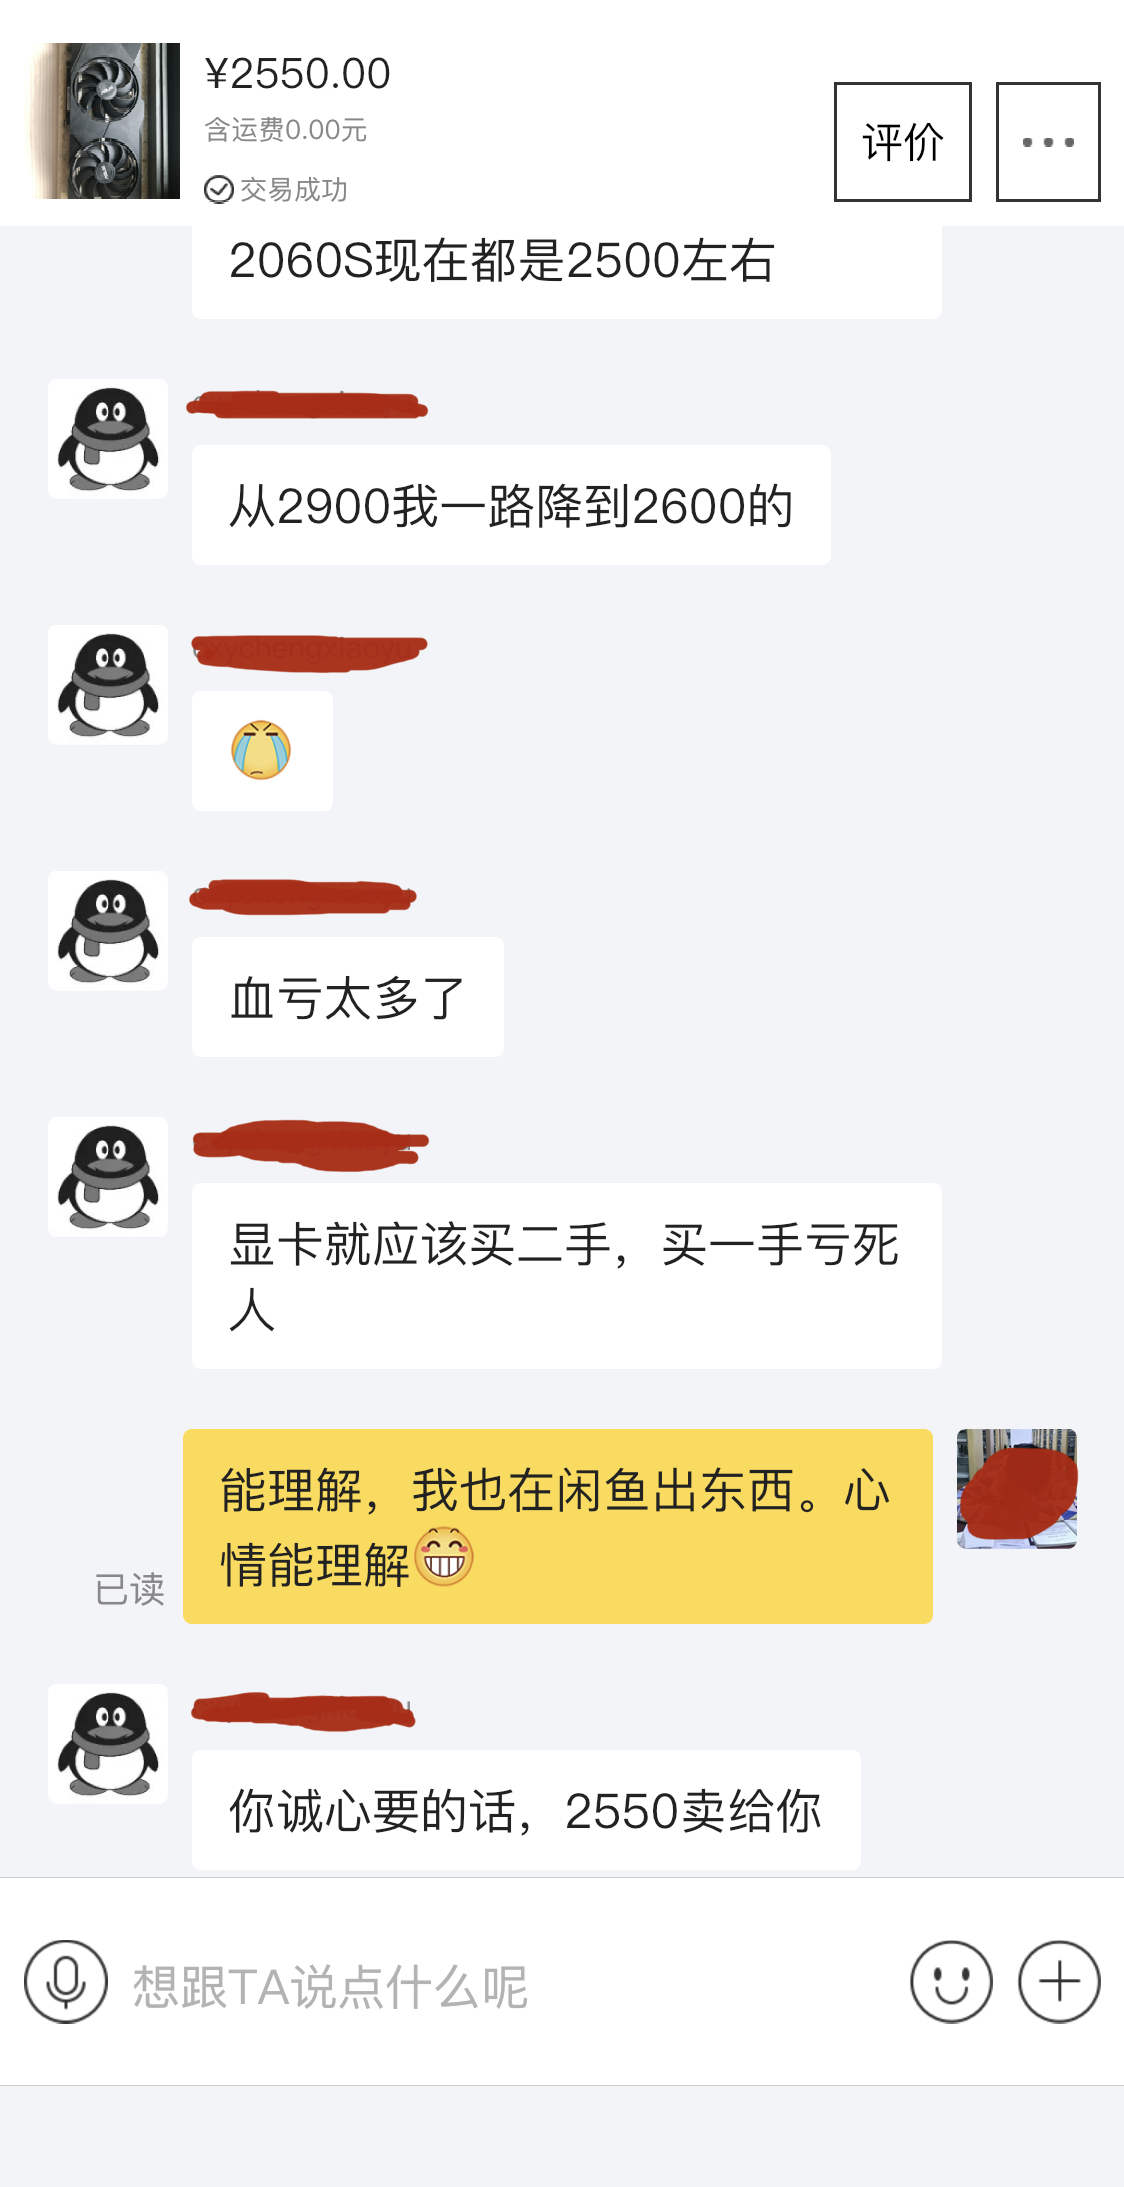 ¥2550.00
含运费0.00元
交易成功
评价
2060S现在都是2500左右
从2900我一路降到2600的
血亏太多了
显卡就应该买二手，买一手亏死
人
能理解，我也在闲鱼出东西。心
情能理解
已读
你诚心要的话，2550卖给你
想跟TA说点什么呢